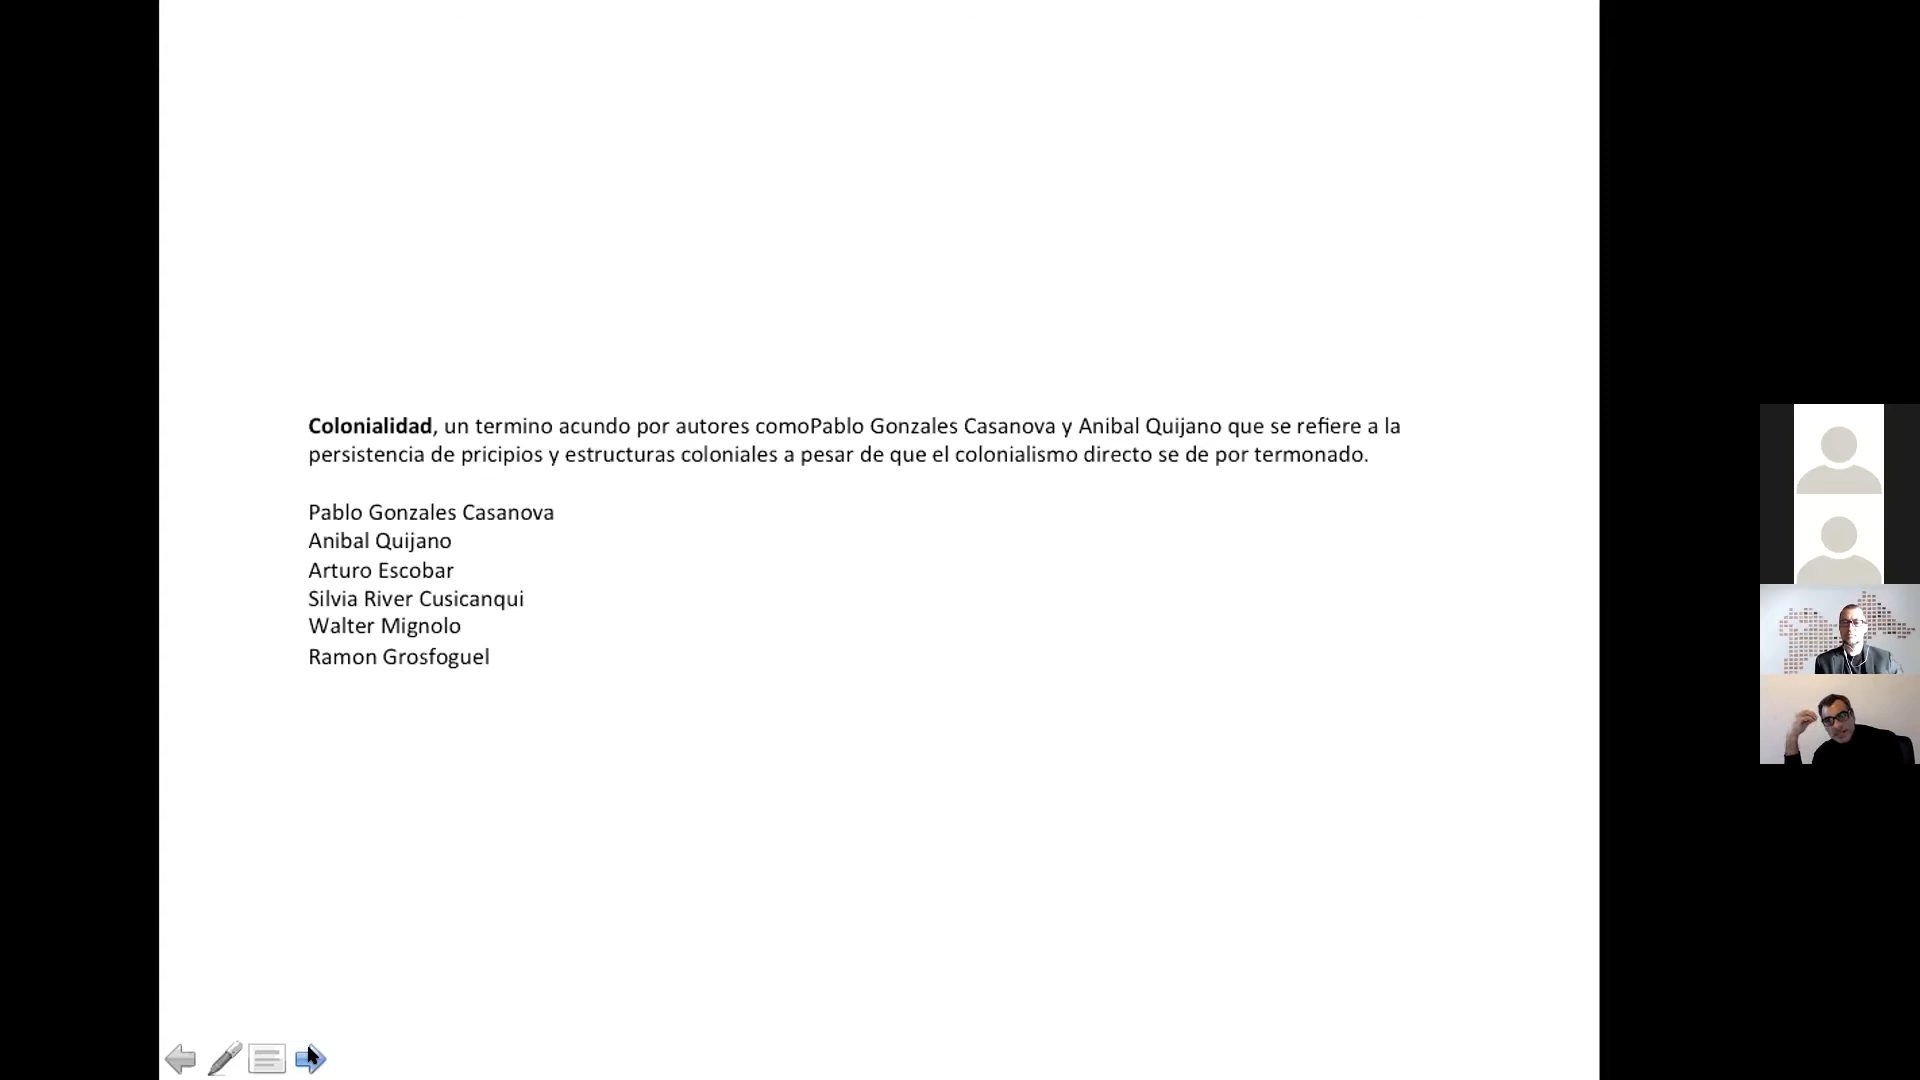 Colonialidad, un termino acundo por autores comoPablo Gonzales Casanova y Anibal Quijano que se refiere a la
persistencia de pricipios y estructuras coloniales a pesar de que el colonialismo directo se de por termonado.
Pablo Gonzales Casanova
Anibal Quijano
Arturo Escobar
Silvia River Cusicanqui
Walter Mignolo
Ramon Grosfoguel